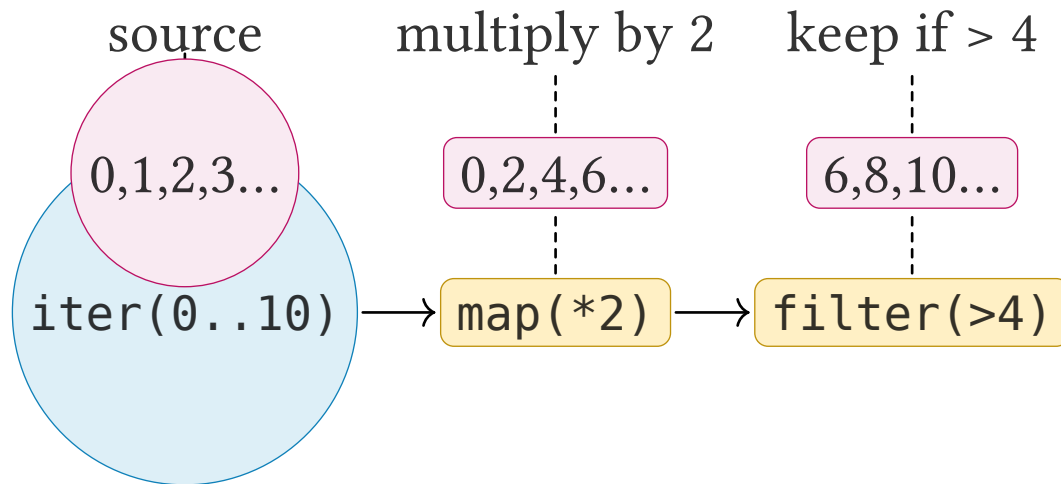 source multiply by 2 keep if > 4
0,1,2,3... 0,2,4,6... 6,8,10...
iter(0..10) map(*2) filter(>4)